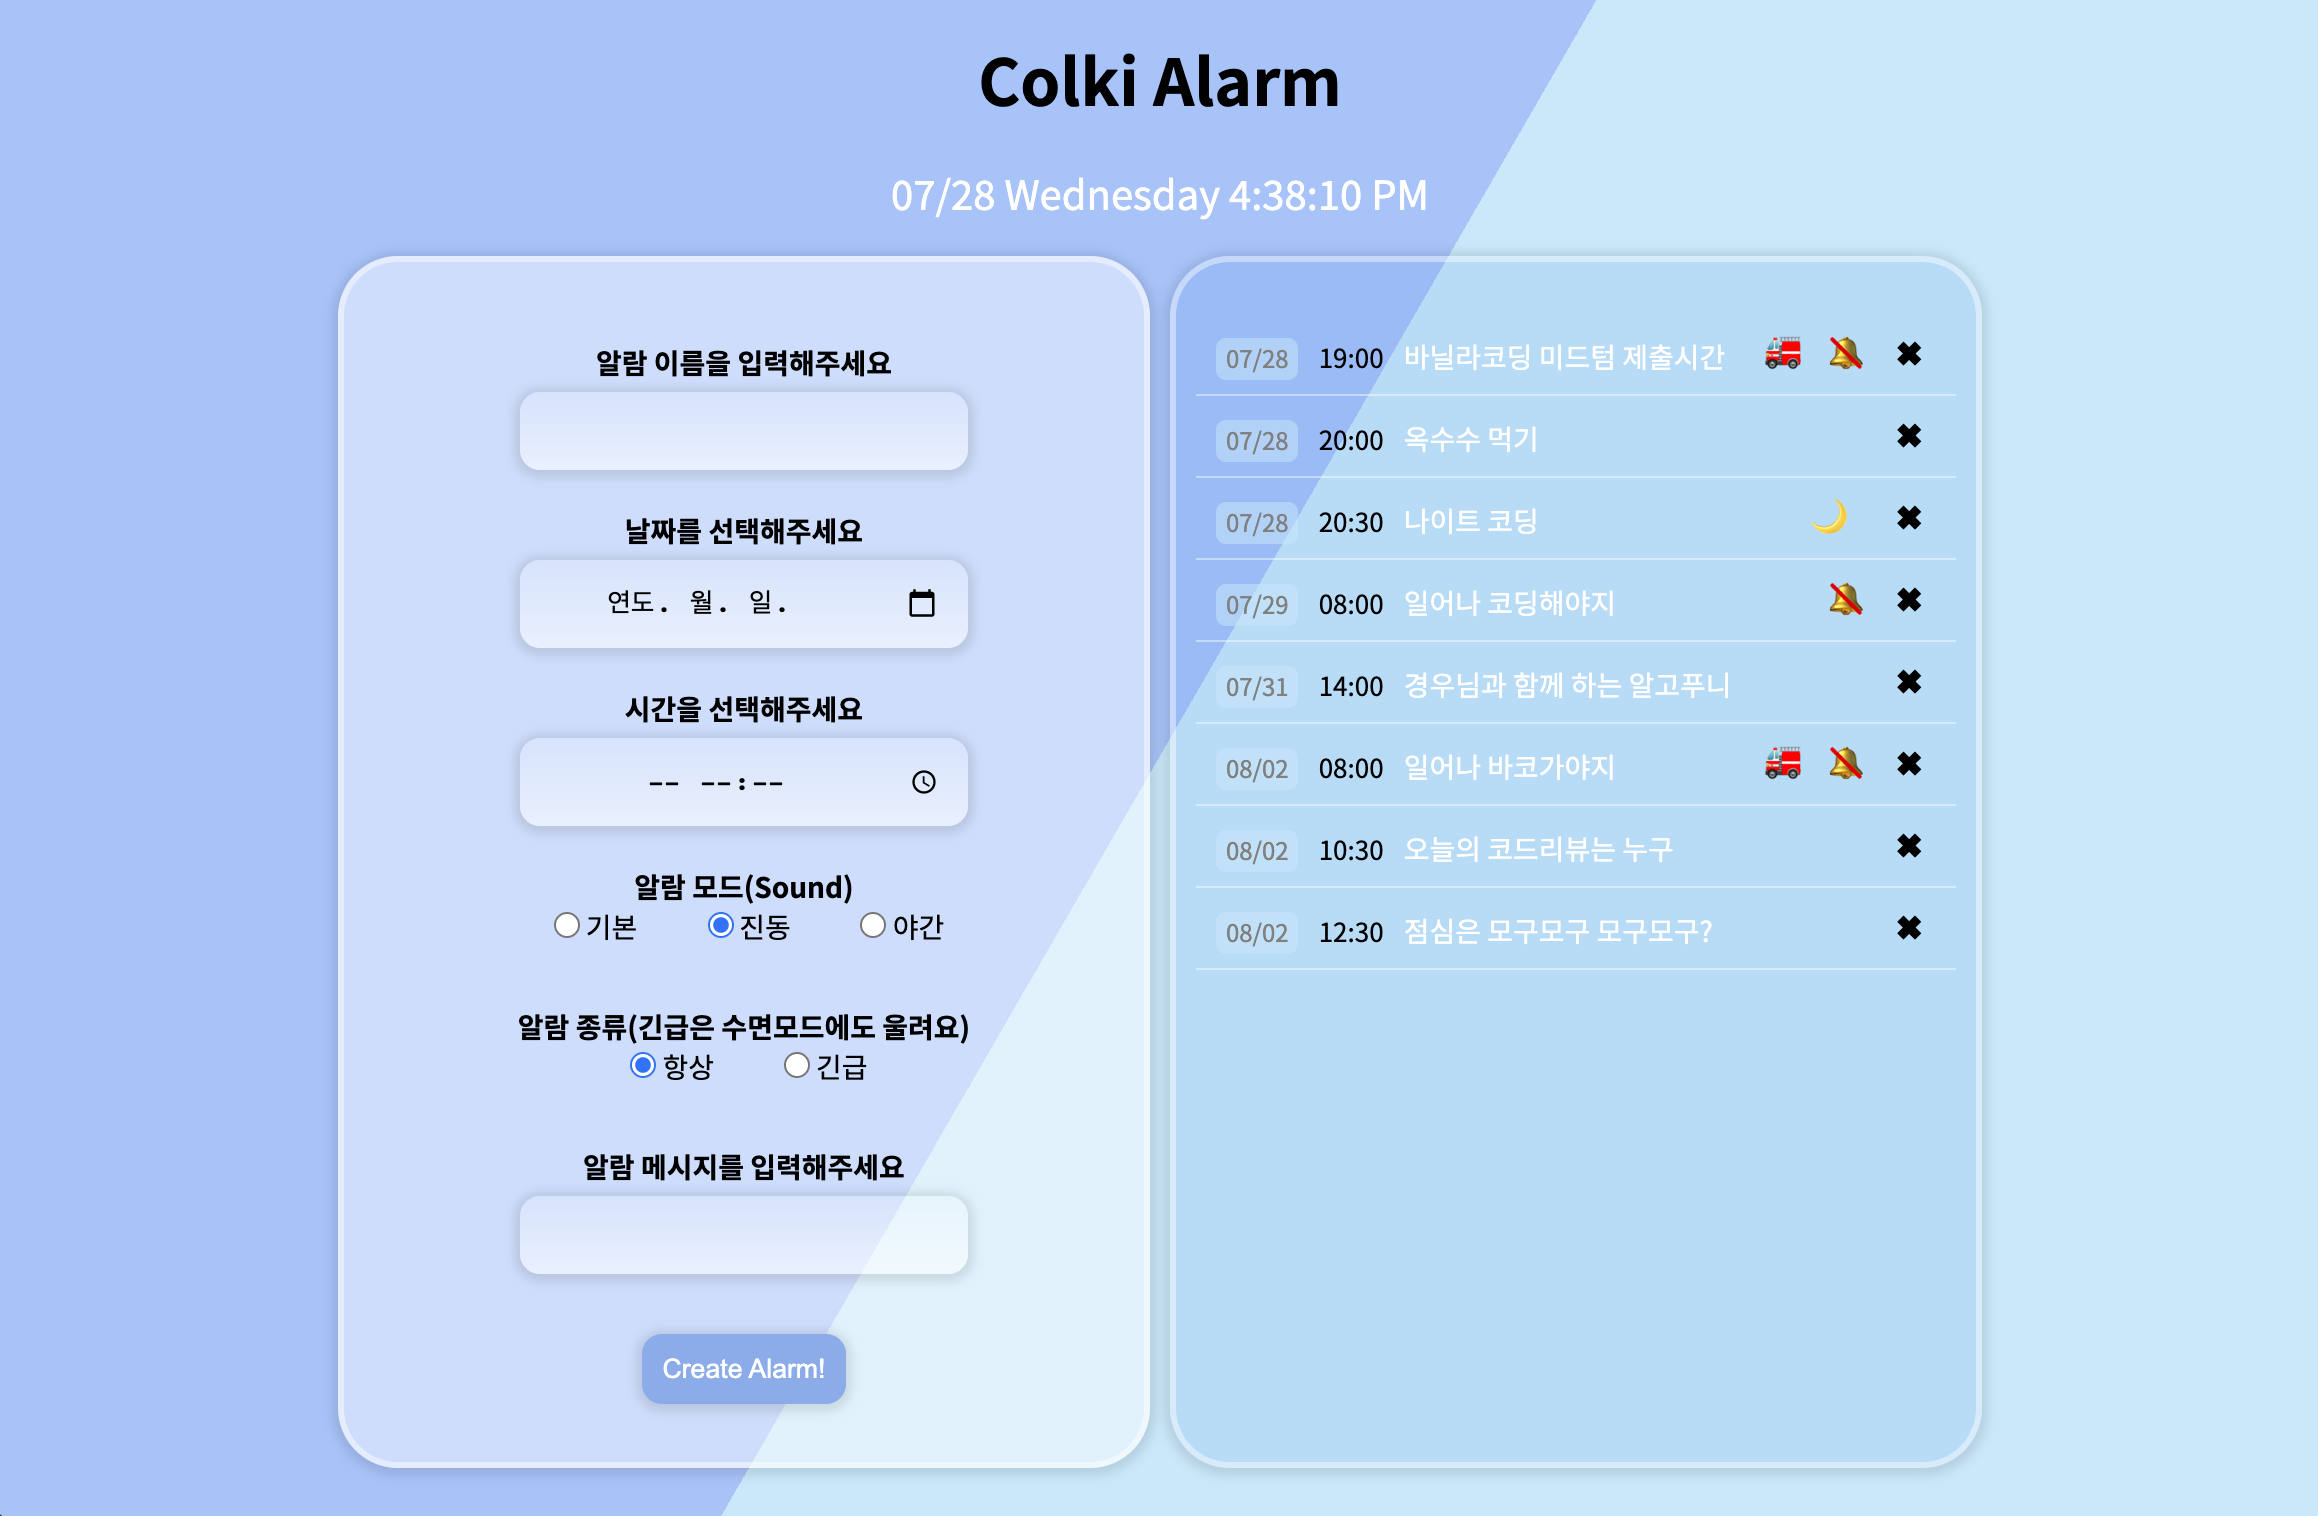 Colki Alarm
07/28 Wednesday 4:38:10 PM
알람 이름을 입력해주세요
날짜를 선택해주세요
연도. 월. 일.
시간을 선택해주세요
-- --:--
알람 모드(Sound)
기본 진동 야간
알람 종류(긴급은 수면모드에도 울려요)
항상 긴급
알람 메시지를 입력해주세요
Create Alarm!
07/28 19:00 바닐라코딩 미드텀 제출시간
07/28 20:00 옥수수 먹기
07/28 20:30 나이트 코딩
07/29 08:00 일어나 코딩해야지
07/31 14:00 경우님과 함께 하는 알고푸니
08/02 08:00 일어나 바코가야지
08/02 10:30 오늘의 코드리뷰는 누구
08/02 12:30 점심은 모구모구 모구모구?